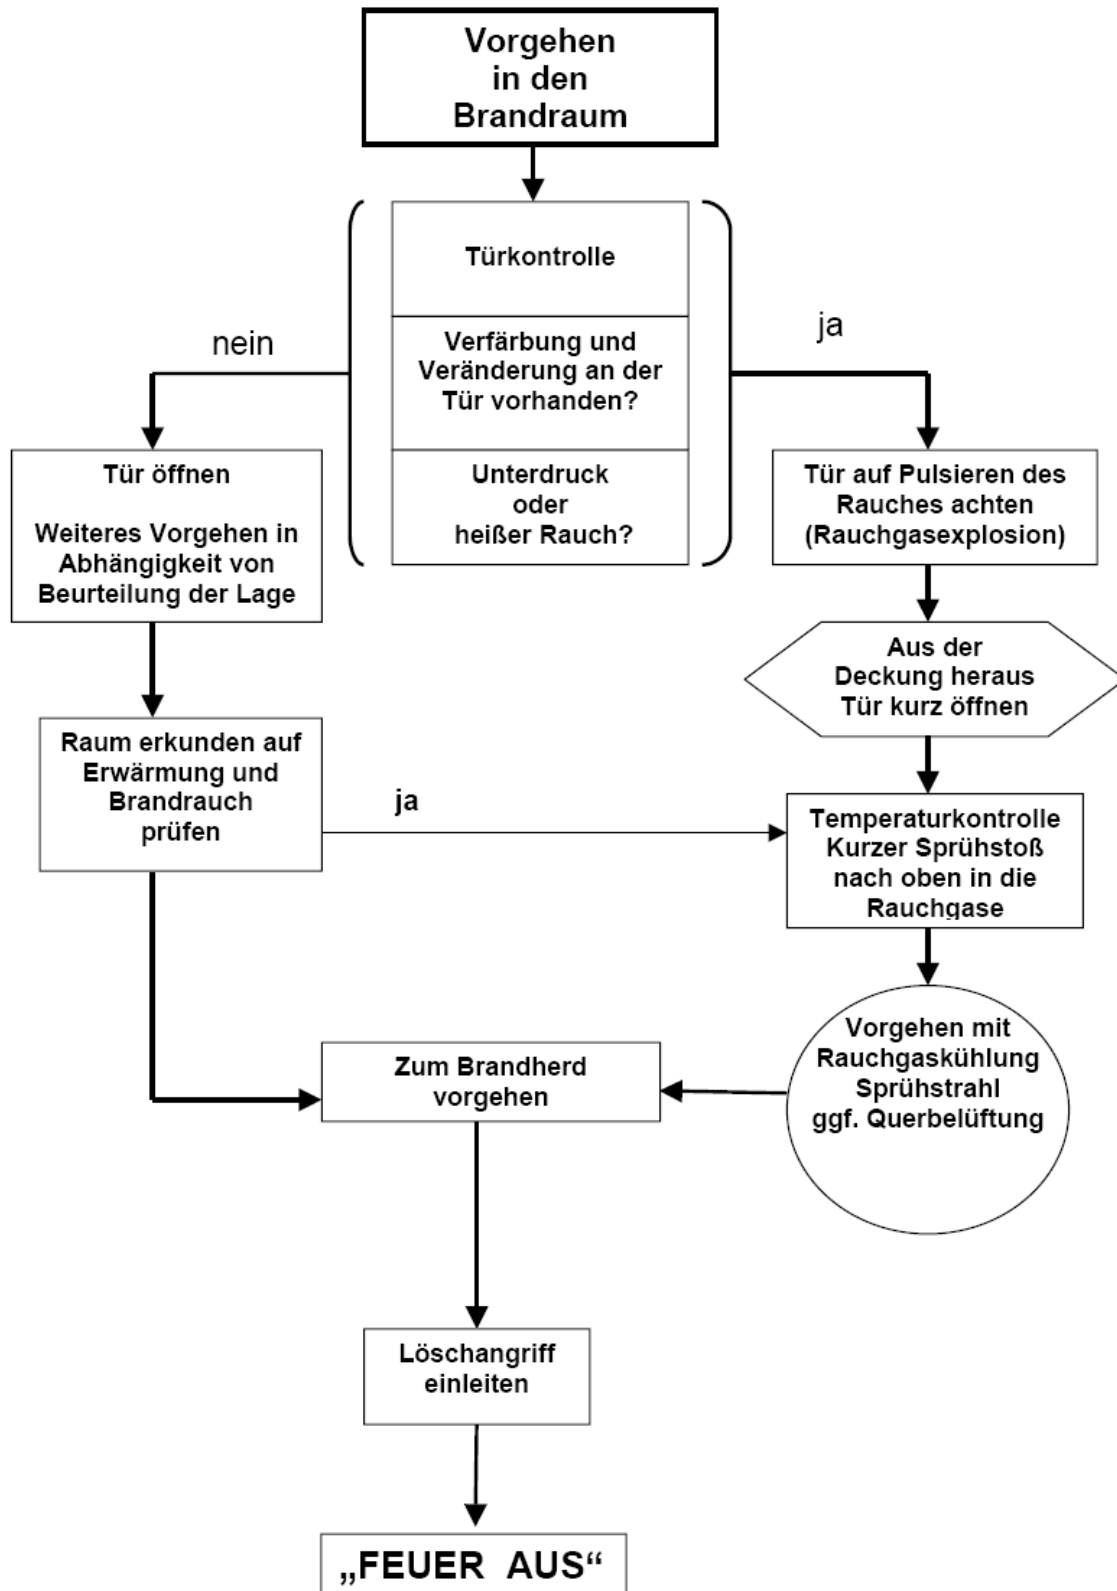 Vorgehen
in den
Brandraum
Türkontrolle
nein
ja
Verfärbung und
Veränderung an der
Tür vorhanden?
Unterdruck
oder
heißer Rauch?
Tür öffnen
Weiteres Vorgehen in
Abhängigkeit von
Beurteilung der Lage
Tür auf Pulsieren des
Rauches achten
(Rauchgasexplosion)
Aus der
Deckung heraus
Tür kurz öffnen
Raum erkunden auf
Erwärmung und
Brandrauch
prüfen
ja
Temperaturkontrolle
Kurzer Sprühstoß
nach oben in die
Rauchgase
Vorgehen mit
Rauchgaskühlung
Sprühstrahl
ggf. Querbelüftung
Zum Brandherd
vorgehen
Löschangriff
einleiten
„FEUER AUS“